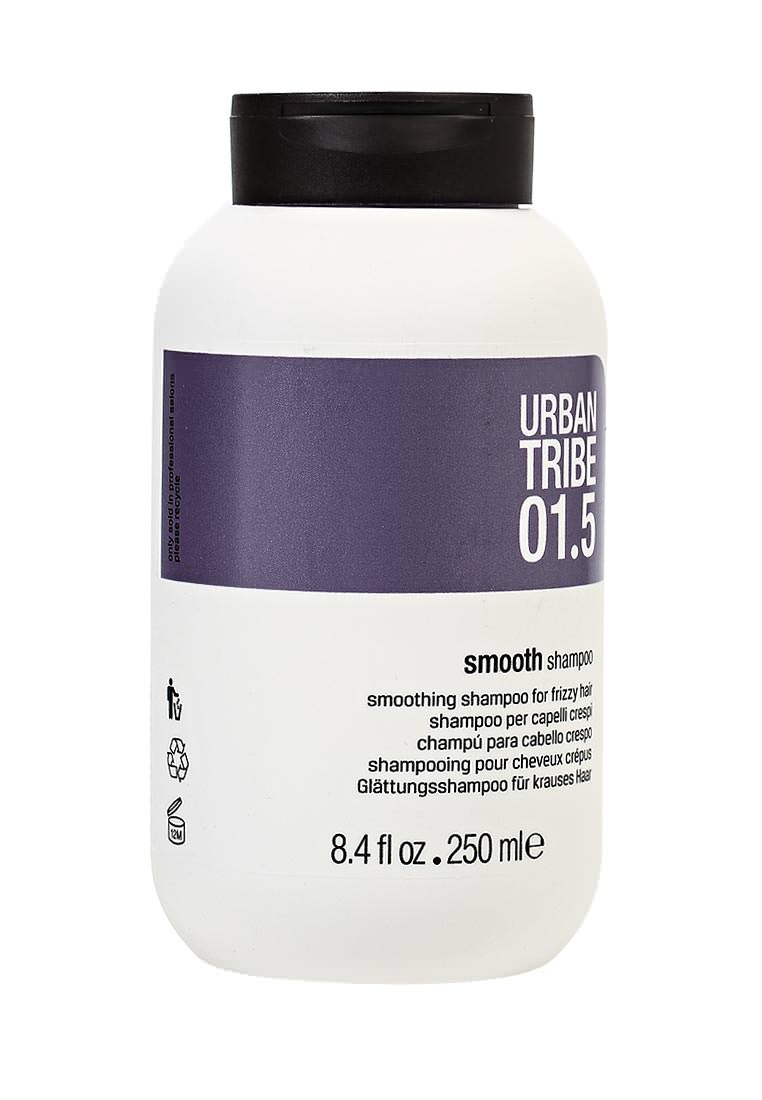 only sold in professional salons
please recycle
URBAN
TRIBE
01.5
smooth shampoo
smoothing shampoo for frizzy hair
shampoo per capelli crespi
champú para cabello crespo
shampooing pour cheveux crépus
Glättungsshampoo für krauses Haar
12M
8.4 fl oz . 250 ml e